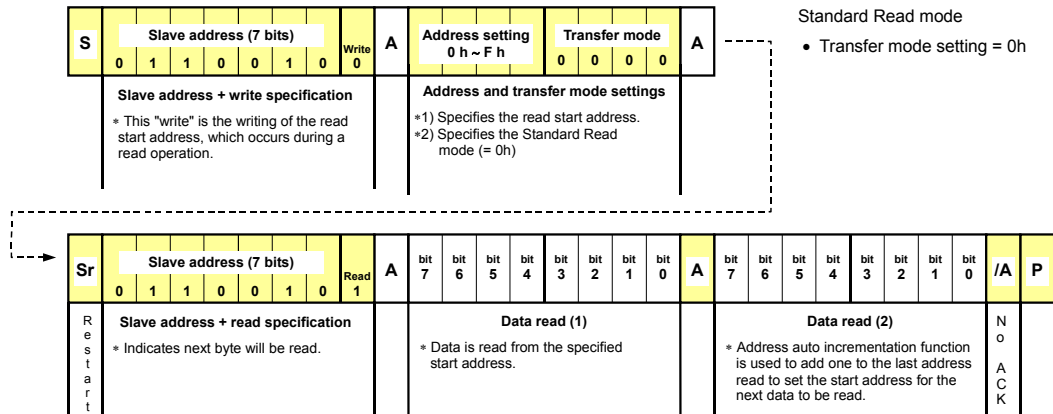 Standard Read mode
• Transfer mode setting = 0h
S Slave address (7 bits) Write A Address setting Transfer mode A
0 h ~ F h
0 1 1 0 0 1 0 0 0 0 0 0
Slave address + write specification
Address and transfer mode settings
* This "write" is the writing of the read
start address, which occurs during a
read operation.
*1) Specifies the read start address.
*2) Specifies the Standard Read
mode (= 0h)
Sr Slave address (7 bits) Read A bit bit bit bit bit bit bit bit A bit bit bit bit bit bit bit bit /A P
7 6 5 4 3 2 1 0 7 6 5 4 3 2 1 0
0 1 1 0 0 1 0 1
Restart
Slave address + read specification
* Indicates next byte will be read.
Data read (1)
* Data is read from the specified
start address.
Data read (2)
* Address auto incrementation function
is used to add one to the last address
read to set the start address for the
next data to be read.
No ACK